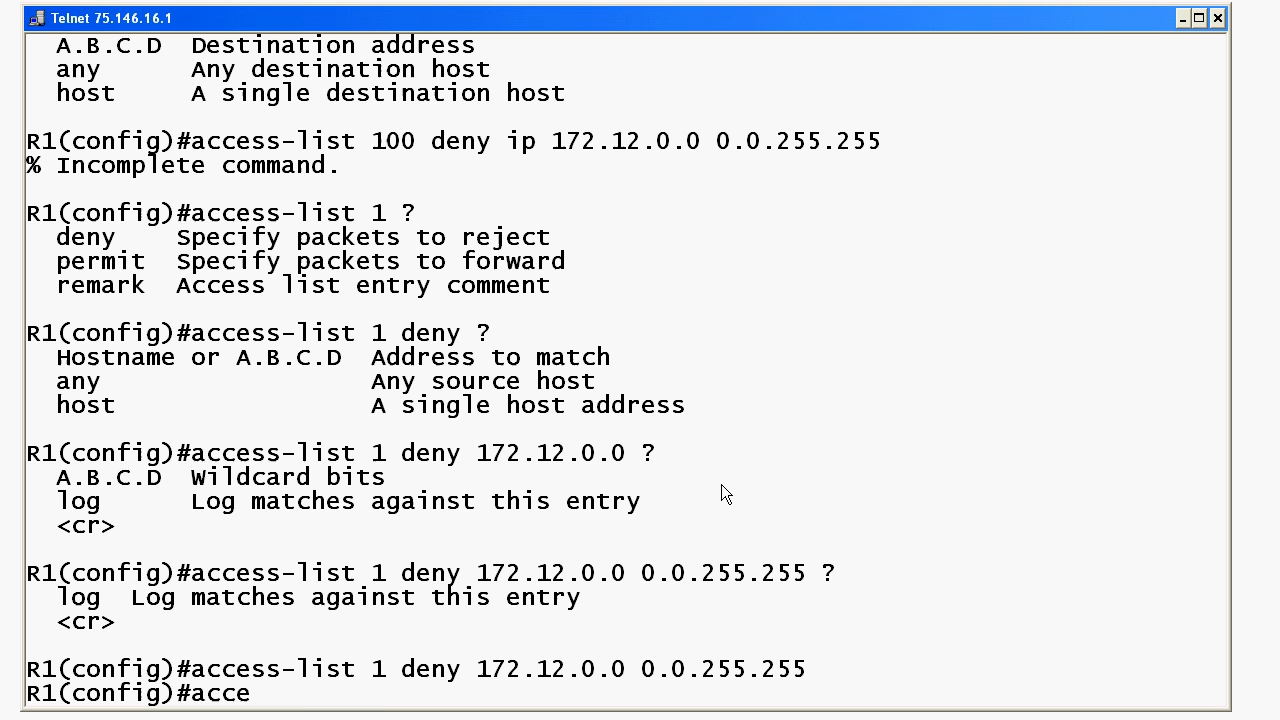 Telnet 75.146.16.1
A.B.C.D  Destination address
any      Any destination host
host     A single destination host
R1(config)#access-list 100 deny ip 172.12.0.0 0.0.255.255
% Incomplete command.
R1(config)#access-list 1 ?
deny    Specify packets to reject
permit  Specify packets to forward
remark  Access list entry comment
R1(config)#access-list 1 deny ?
Hostname or A.B.C.D  Address to match
any                  Any source host
host                 A single host address
R1(config)#access-list 1 deny 172.12.0.0 ?
A.B.C.D  Wildcard bits
log      Log matches against this entry
<cr>
R1(config)#access-list 1 deny 172.12.0.0 0.0.255.255 ?
log  Log matches against this entry
<cr>
R1(config)#access-list 1 deny 172.12.0.0 0.0.255.255
R1(config)#acce